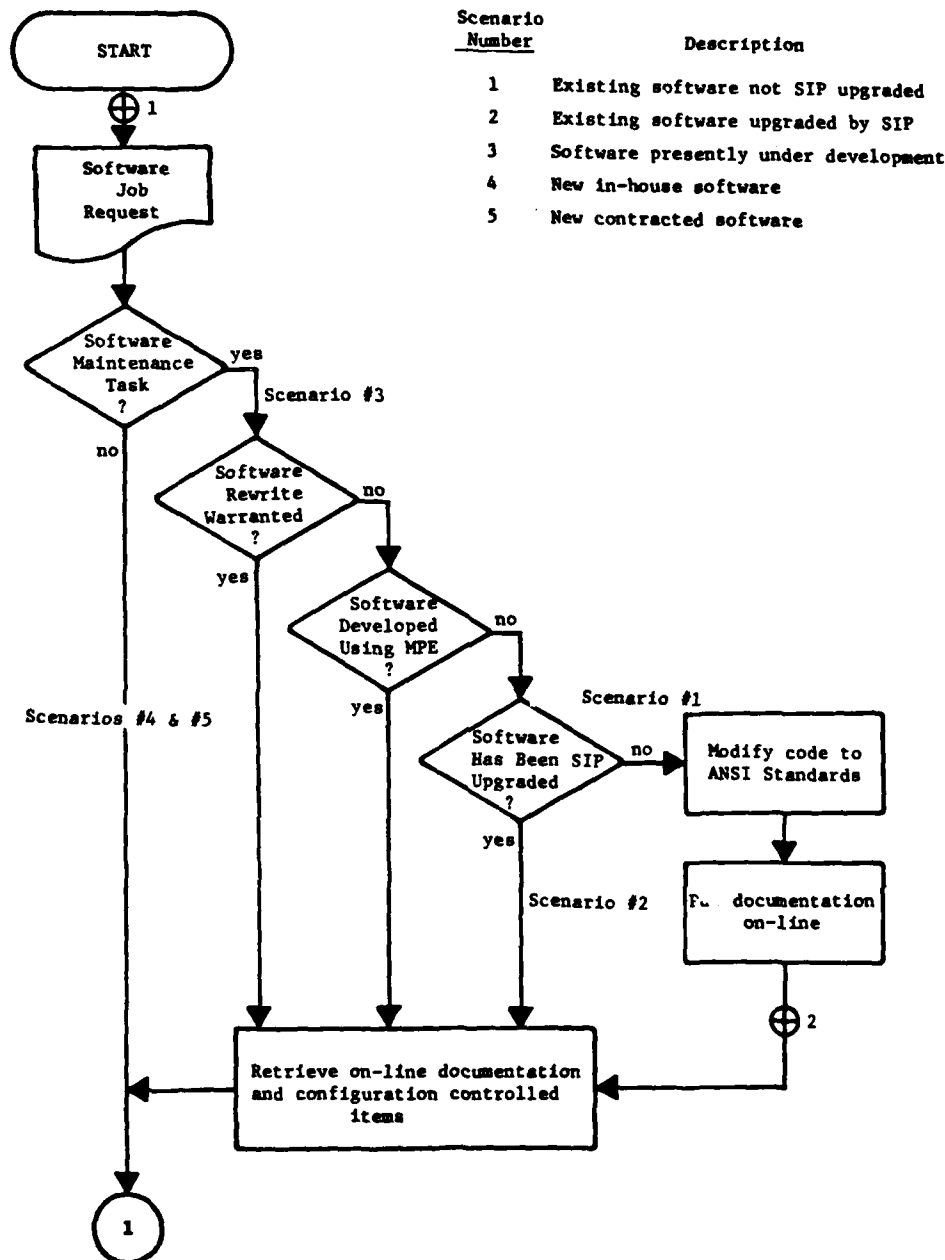 START
1
Software
Job
Request
Scenario
Number
Description
1 Existing software not SIP upgraded
2 Existing software upgraded by SIP
3 Software presently under development
4 New in-house software
5 New contracted software
Software
Maintenance
Task
?
yes
no
Scenario #3
Software
Rewrite
Warranted
?
no
yes
Software
Developed
Using MPE
?
no
yes
Scenarios #4 & #5
Software
Has Been SIP
Upgraded
?
Scenario #1
no
yes
Modify code to
ANSI Standards
Scenario #2
documentation
on-line
2
Retrieve on-line documentation
and configuration controlled
items
1